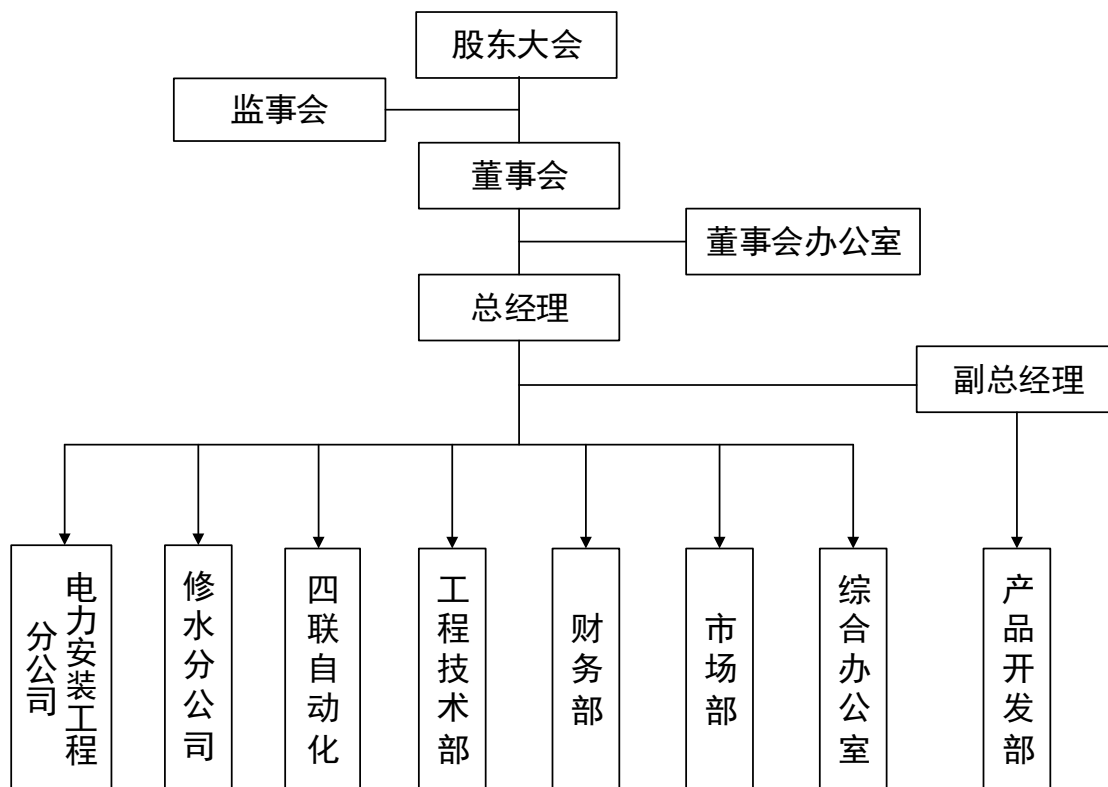 股东大会
监事会
董事会
董事会办公室
总经理
副总经理
电力安装工程
分公司
修水分公司
四联自动化
工程技术部
财务部
市场部
综合办公室
产品开发部